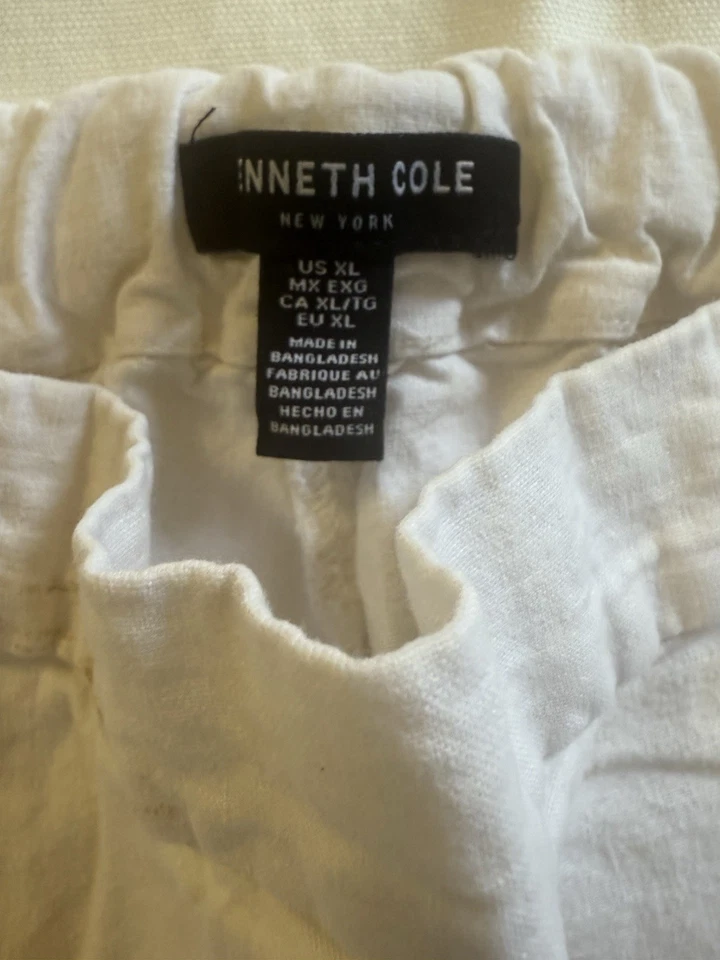 ENNETH COLE
NEW YORK
US XL
MX EXG
CA XL/TG
EU XL
MADE IN
BANGLADESH
FABRIQUE AU
BANGLADESH
HECHO EN
BANGLADESH